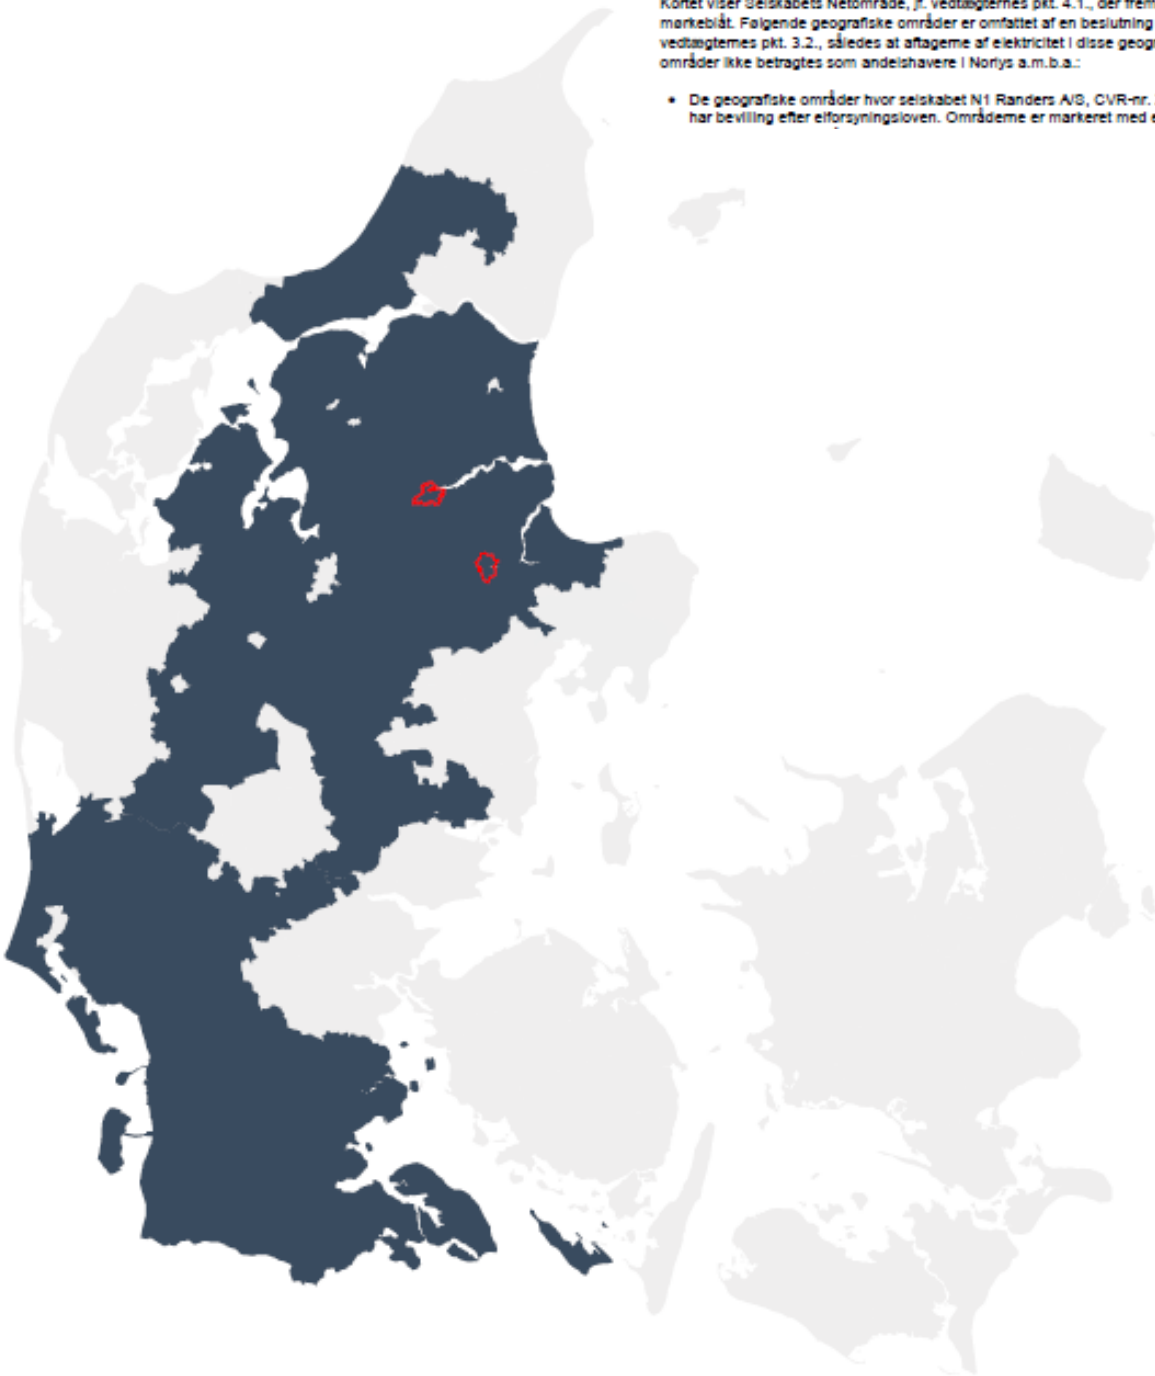 Kortet viser Selskabets Netområde, jf. vedtægternes pkt. 4.1., der frem
mørkeblåt. Følgende geografiske områder er omfattet af en beslutning
vedtægternes pkt. 3.2., således at aftagerne af elektricitet i disse geogr
områder ikke betragtes som andelshavere i Norlys a.m.b.a.:
• De geografiske områder hvor selskabet N1 Randers A/S, CVR-nr.
har bevilling efter elforsyningsloven. Områderne er markeret med e